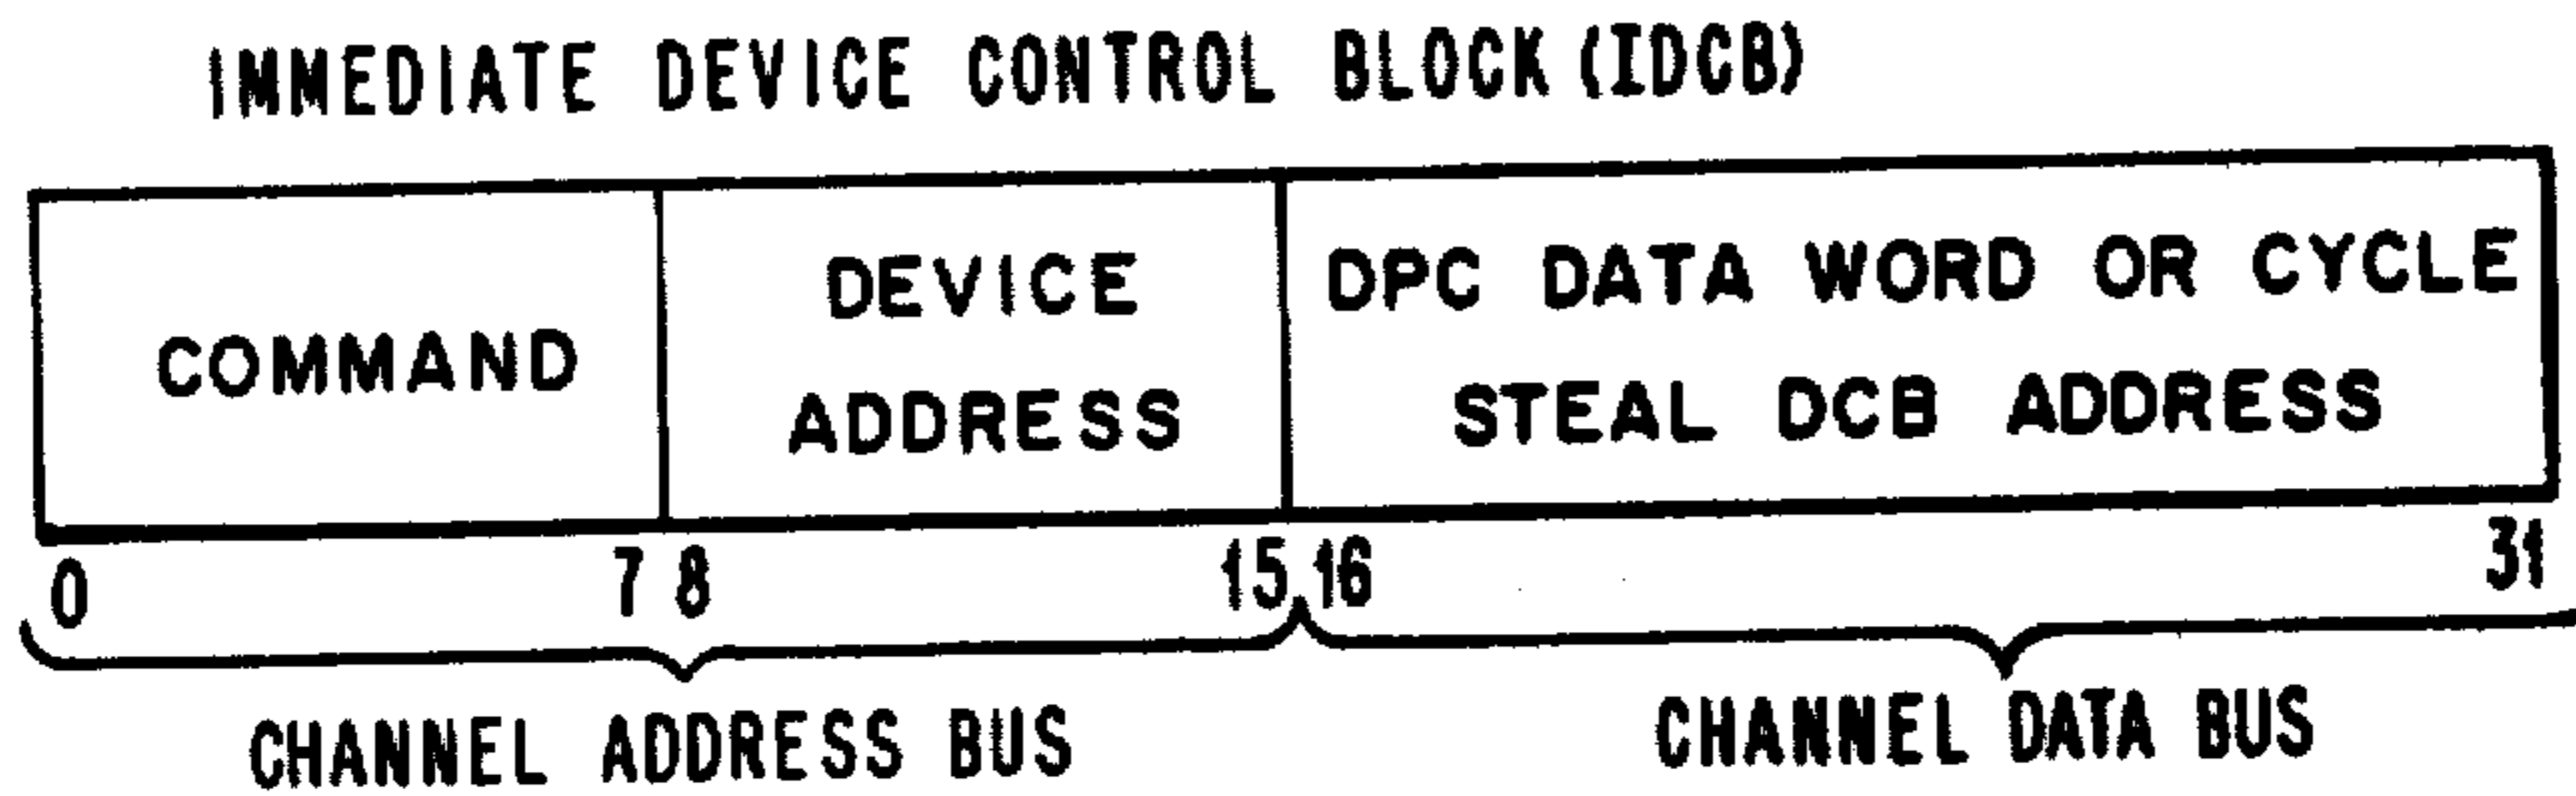 IMMEDIATE DEVICE CONTROL BLOCK (IDCB)
COMMAND
DEVICE
ADDRESS
DPC DATA WORD OR CYCLE
STEAL DCB ADDRESS
0 7 8 15 16 31
CHANNEL ADDRESS BUS
CHANNEL DATA BUS